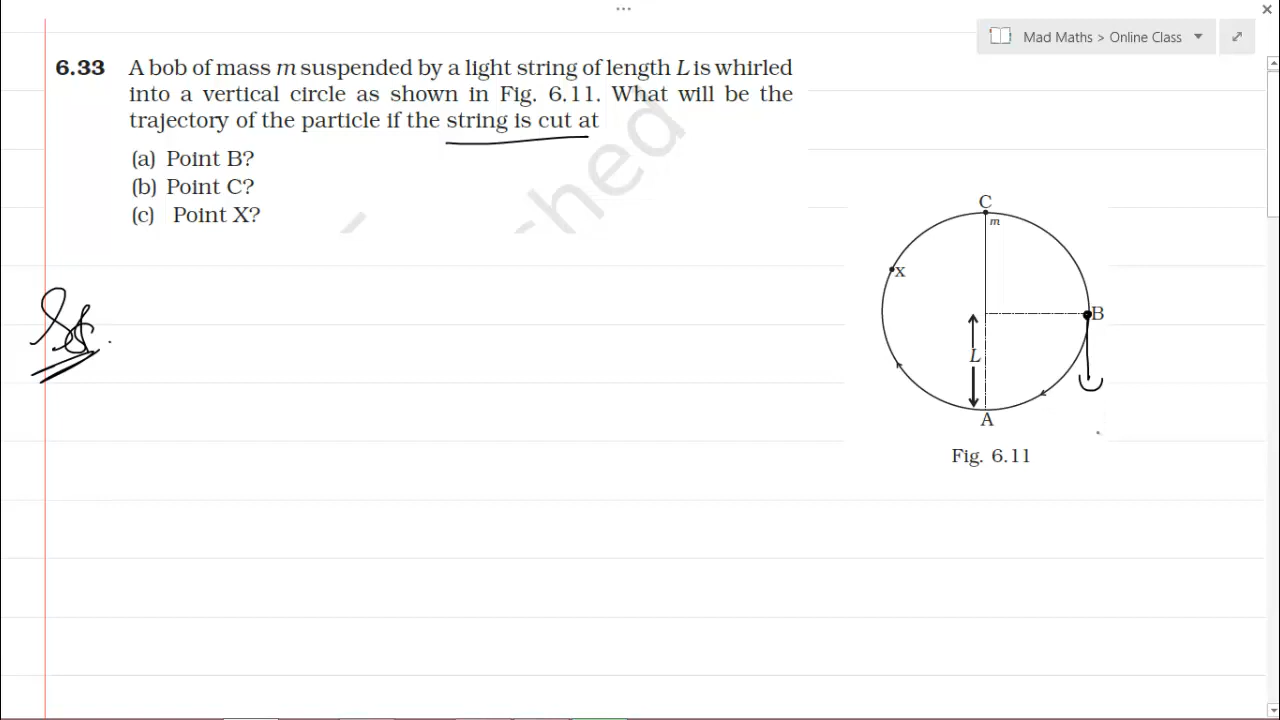 Mad Maths > Online Class
6.33 A bob of mass m suspended by a light string of length L is whirled
into a vertical circle as shown in Fig. 6.11. What will be the
trajectory of the particle if the string is cut at
(a) Point B?
(b) Point C?
(c) Point X?
C
m
x
B
L
A
Fig. 6.11